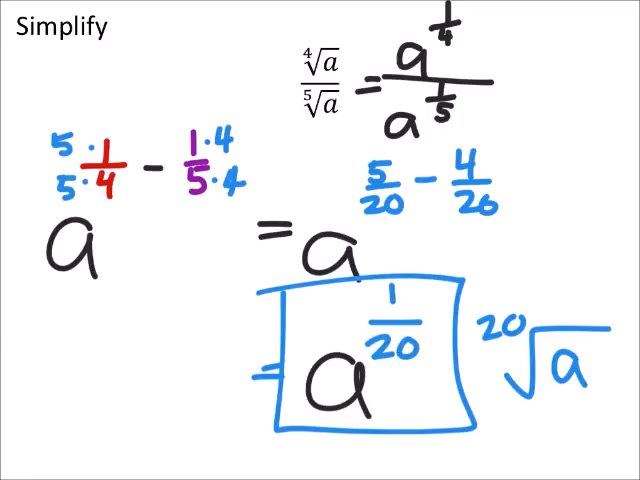 Simplify
⁴√a / ⁵√a = a^(1/4) / a^(1/5)
a^(5·1/5·4 - 1·4/5·4) = a^(5/20 - 4/20)
= a^(1/20) ²⁰√a